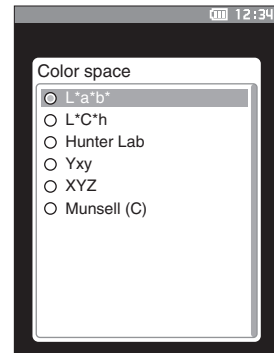 12:34
Color space
L*a*b*
L*C*h
Hunter Lab
Yxy
XYZ
Munsell (C)